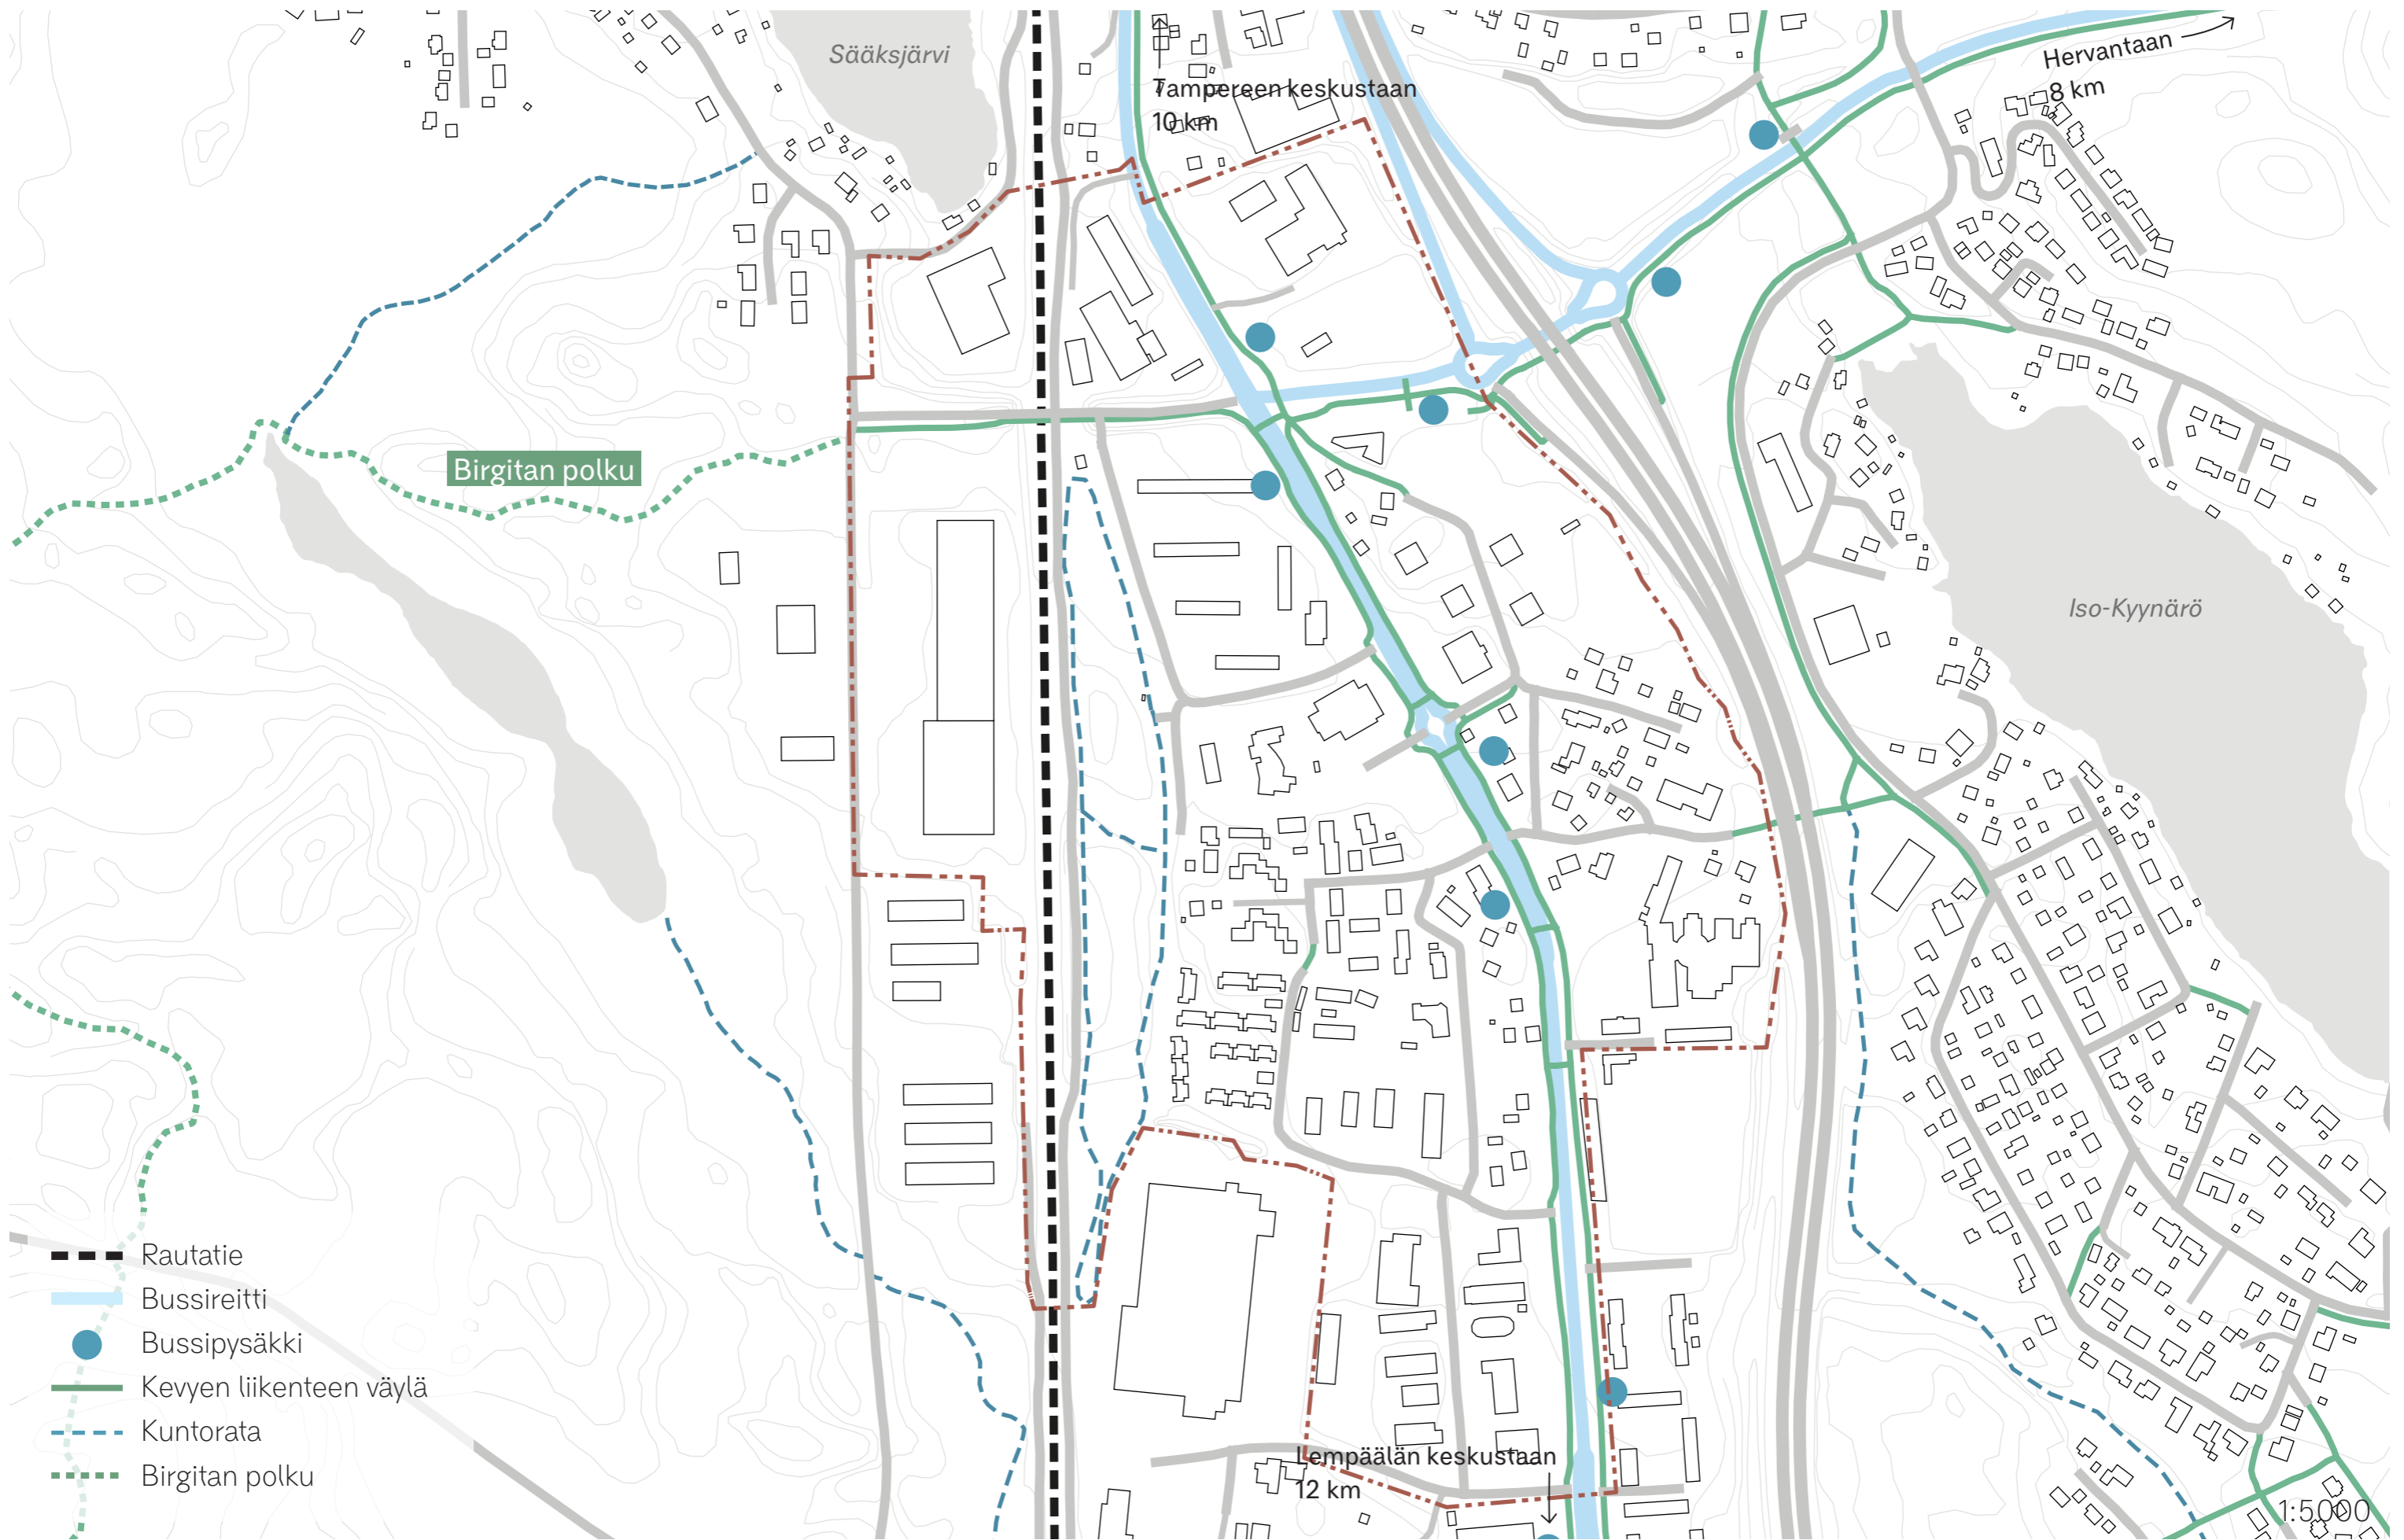 Sääksjärvi
Tampereen keskustaan
10 km
Hervantaan
8 km
Birgitan polku
Iso-Kyynärö
Rautatie
Bussireitti
Bussipysäkki
Kevyen liikenteen väylä
Kuntorata
Birgitan polku
Lempäälän keskustaan
12 km
1:5000